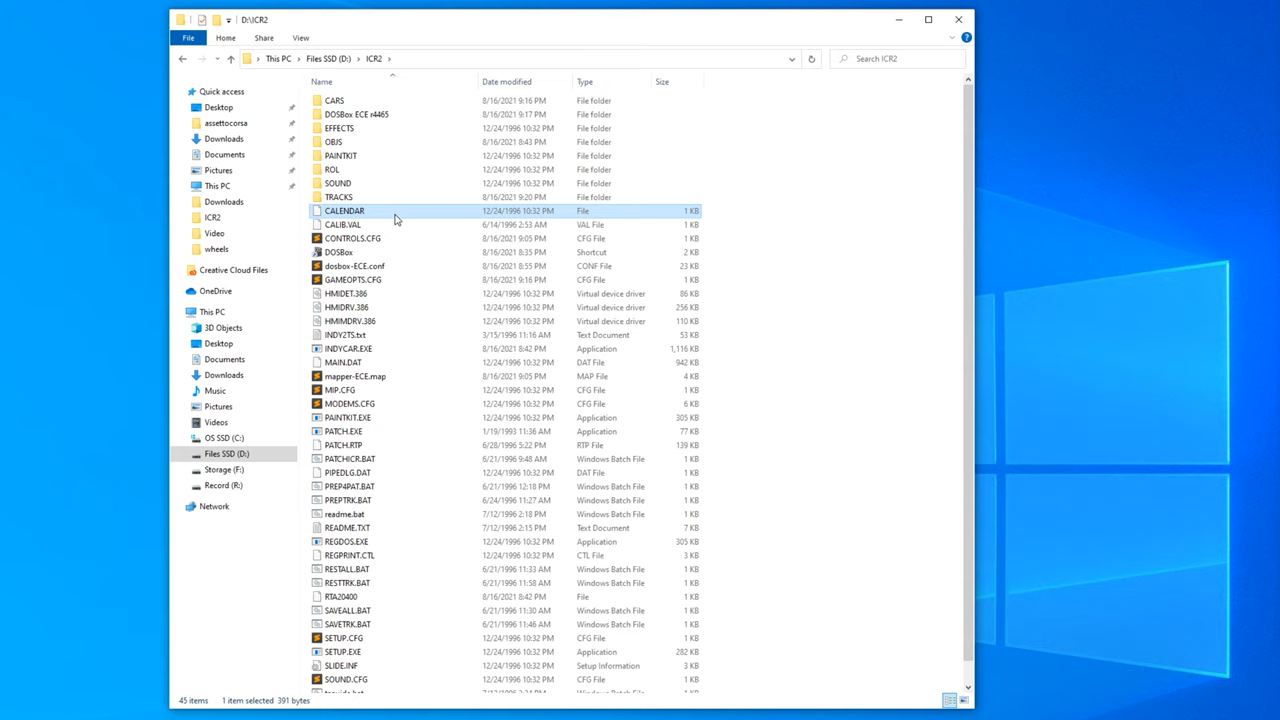 D:\ICR2
File Home Share View
This PC Files SSD (D:) ICR2 Search ICR2
Name Date modified Type Size
Quick access
Desktop
assettocorsa
Downloads
Documents
Pictures
This PC
Downloads
ICR2
Video
wheels
Creative Cloud Files
OneDrive
This PC
3D Objects
Desktop
Documents
Downloads
Music
Pictures
Videos
OS SSD (C:)
Files SSD (D:)
Storage (F:)
Record (R:)
Network
CARS 8/16/2021 9:16 PM File folder
DOSBox ECE r4465 8/16/2021 9:17 PM File folder
EFFECTS 12/24/1996 10:32 PM File folder
OBJS 8/16/2021 8:43 PM File folder
PAINTKIT 12/24/1996 10:32 PM File folder
ROL 12/24/1996 10:32 PM File folder
SOUND 12/24/1996 10:32 PM File folder
TRACKS 8/16/2021 9:20 PM File folder
CALENDAR 12/24/1996 10:32 PM File 1 KB
CALIB.VAL 6/14/1996 2:53 AM VAL File 1 KB
CONTROLS.CFG 8/16/2021 9:05 PM CFG File 1 KB
DOSBox 8/16/2021 8:35 PM Shortcut 2 KB
dosbox-ECE.conf 8/16/2021 8:55 PM CONF File 23 KB
GAMEOPTS.CFG 8/16/2021 9:16 PM CFG File 1 KB
HMIDET.386 12/24/1996 10:32 PM Virtual device driver 86 KB
HMIDRV.386 12/24/1996 10:32 PM Virtual device driver 256 KB
HMIMDRV.386 12/24/1996 10:32 PM Virtual device driver 110 KB
INDY2TS.txt 3/15/1996 11:16 AM Text Document 53 KB
INDYCAR.EXE 8/16/2021 8:42 PM Application 1,116 KB
MAIN.DAT 12/24/1996 10:32 PM DAT File 942 KB
mapper-ECE.map 8/16/2021 9:05 PM MAP File 4 KB
MIP.CFG 12/24/1996 10:32 PM CFG File 1 KB
MODEMS.CFG 12/24/1996 10:32 PM CFG File 6 KB
PAINTKIT.EXE 12/24/1996 10:32 PM Application 305 KB
PATCH.EXE 1/19/1993 11:36 AM Application 77 KB
PATCH.RTP 6/28/1996 5:22 PM RTP File 139 KB
PATCHICR.BAT 6/21/1996 9:48 AM Windows Batch File 1 KB
PIPEDLG.DAT 12/24/1996 10:32 PM DAT File 1 KB
PREP4PAT.BAT 6/21/1996 12:18 PM Windows Batch File 1 KB
PREPTRK.BAT 6/24/1996 11:27 AM Windows Batch File 1 KB
readme.bat 7/12/1996 2:18 PM Windows Batch File 1 KB
README.TXT 7/12/1996 2:15 PM Text Document 7 KB
REGDOS.EXE 12/24/1996 10:32 PM Application 305 KB
REGPRINT.CTL 12/24/1996 10:32 PM CTL File 3 KB
RESTALL.BAT 6/21/1996 11:33 AM Windows Batch File 1 KB
RESTTRK.BAT 6/21/1996 11:58 AM Windows Batch File 1 KB
RTA20400 8/16/2021 8:42 PM File 1 KB
SAVEALL.BAT 6/21/1996 11:30 AM Windows Batch File 1 KB
SAVETRK.BAT 6/21/1996 11:46 AM Windows Batch File 1 KB
SETUP.CFG 12/24/1996 10:32 PM CFG File 1 KB
SETUP.EXE 12/24/1996 10:32 PM Application 282 KB
SLIDE.INF 12/24/1996 10:32 PM Setup Information 3 KB
SOUND.CFG 12/24/1996 10:32 PM CFG File 1 KB
45 items 1 item selected 391 bytes